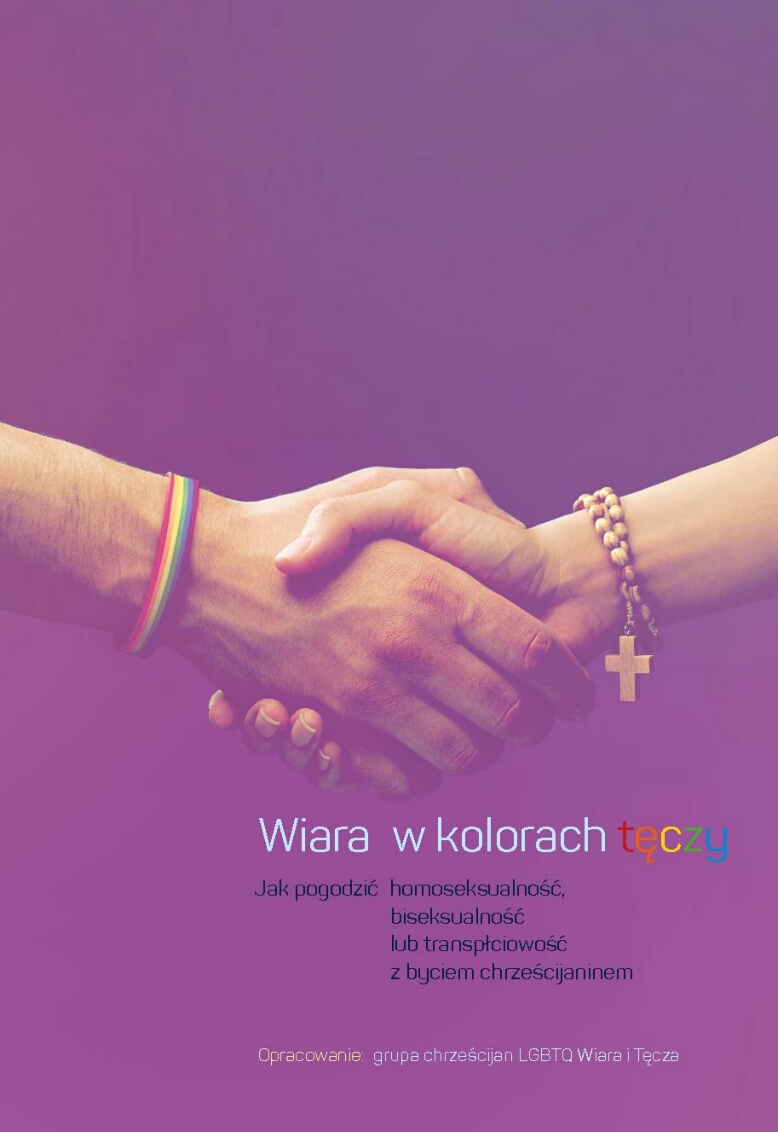 Wiara w kolorach tęczy
Jak pogodzić homoseksualność,
biseksualność
lub transpłciowość
z byciem chrześcijaninem
Opracowanie: grupa chrześcijan LGBTQ Wiara i Tęcza